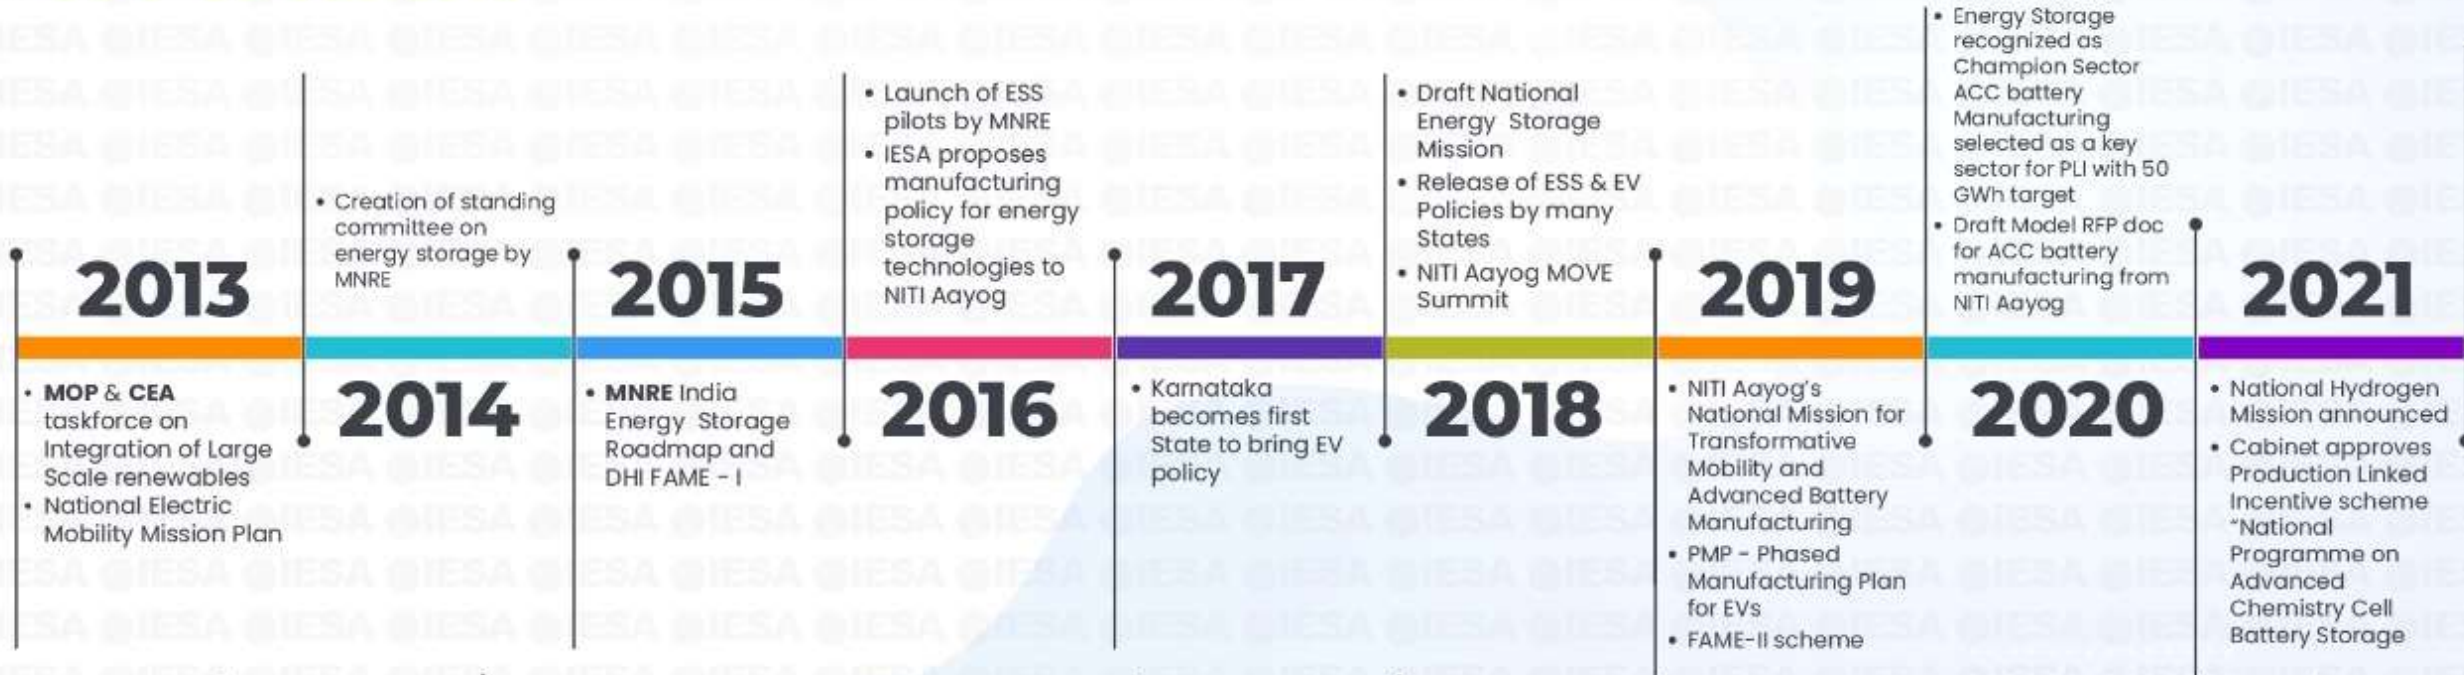 2013
• MOP & CEA
taskforce on
Integration of Large
Scale renewables
• National Electric
Mobility Mission Plan
• Creation of standing
committee on
energy storage by
MNRE
2014
2015
• MNRE India
Energy Storage
Roadmap and
DHI FAME - I
• Launch of ESS
pilots by MNRE
• IESA proposes
manufacturing
policy for energy
storage
technologies to
NITI Aayog
2016
2017
• Karnataka
becomes first
State to bring EV
policy
• Draft National
Energy Storage
Mission
• Release of ESS & EV
Policies by many
States
• NITI Aayog MOVE
Summit
2018
2019
• NITI Aayog's
National Mission for
Transformative
Mobility and
Advanced Battery
Manufacturing
• PMP - Phased
Manufacturing Plan
for EVs
• FAME-II scheme
• Energy Storage
recognized as
Champion Sector
ACC battery
Manufacturing
selected as a key
sector for PLI with 50
GWh target
• Draft Model RFP doc
for ACC battery
manufacturing from
NITI Aayog
2020
2021
• National Hydrogen
Mission announced
• Cabinet approves
Production Linked
Incentive scheme
“National
Programme on
Advanced
Chemistry Cell
Battery Storage